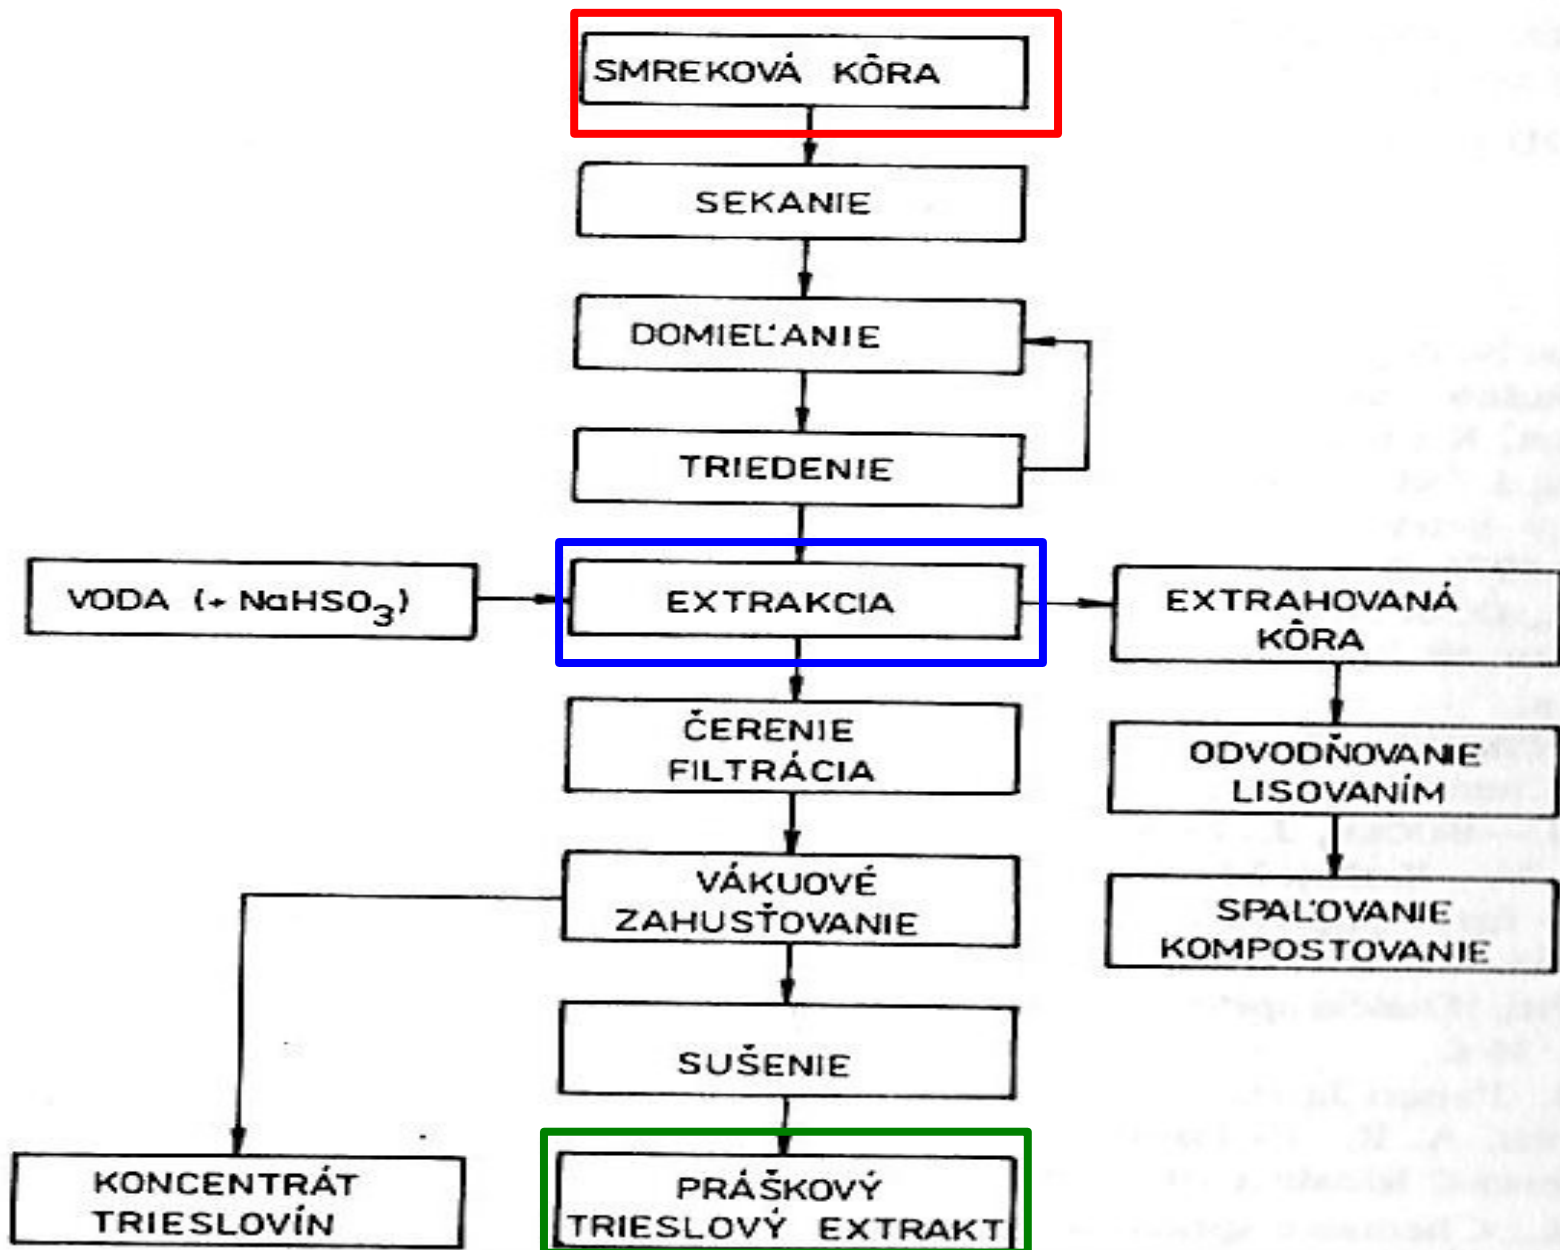 SMREKOVÁ KÔRA
SEKANIE
DOMIEĽANIE
TRIEDENIE
VODA (+ NaHSO₃)
EXTRAKCIA
EXTRAHOVANÁ
KÔRA
ČERENIE
FILTRÁCIA
ODVODŇOVANIE
LISOVANÍM
VÁKUOVÉ
ZAHUSŤOVANIE
SPAĽOVANIE
KOMPOSTOVANIE
SUŠENIE
KONCENTRÁT
TRIESLOVÍN
PRÁŠKOVÝ
TRIESLOVÝ EXTRAKT